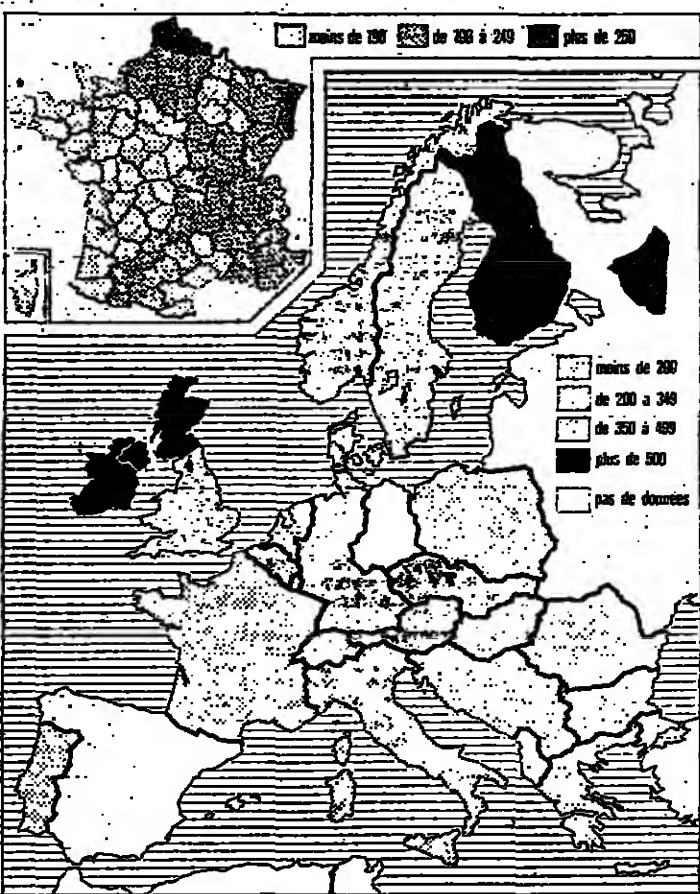 moins de 190 de 190 à 249 plus de 250
moins de 200
de 200 a 349
de 350 à 499
plus de 500
pas de données